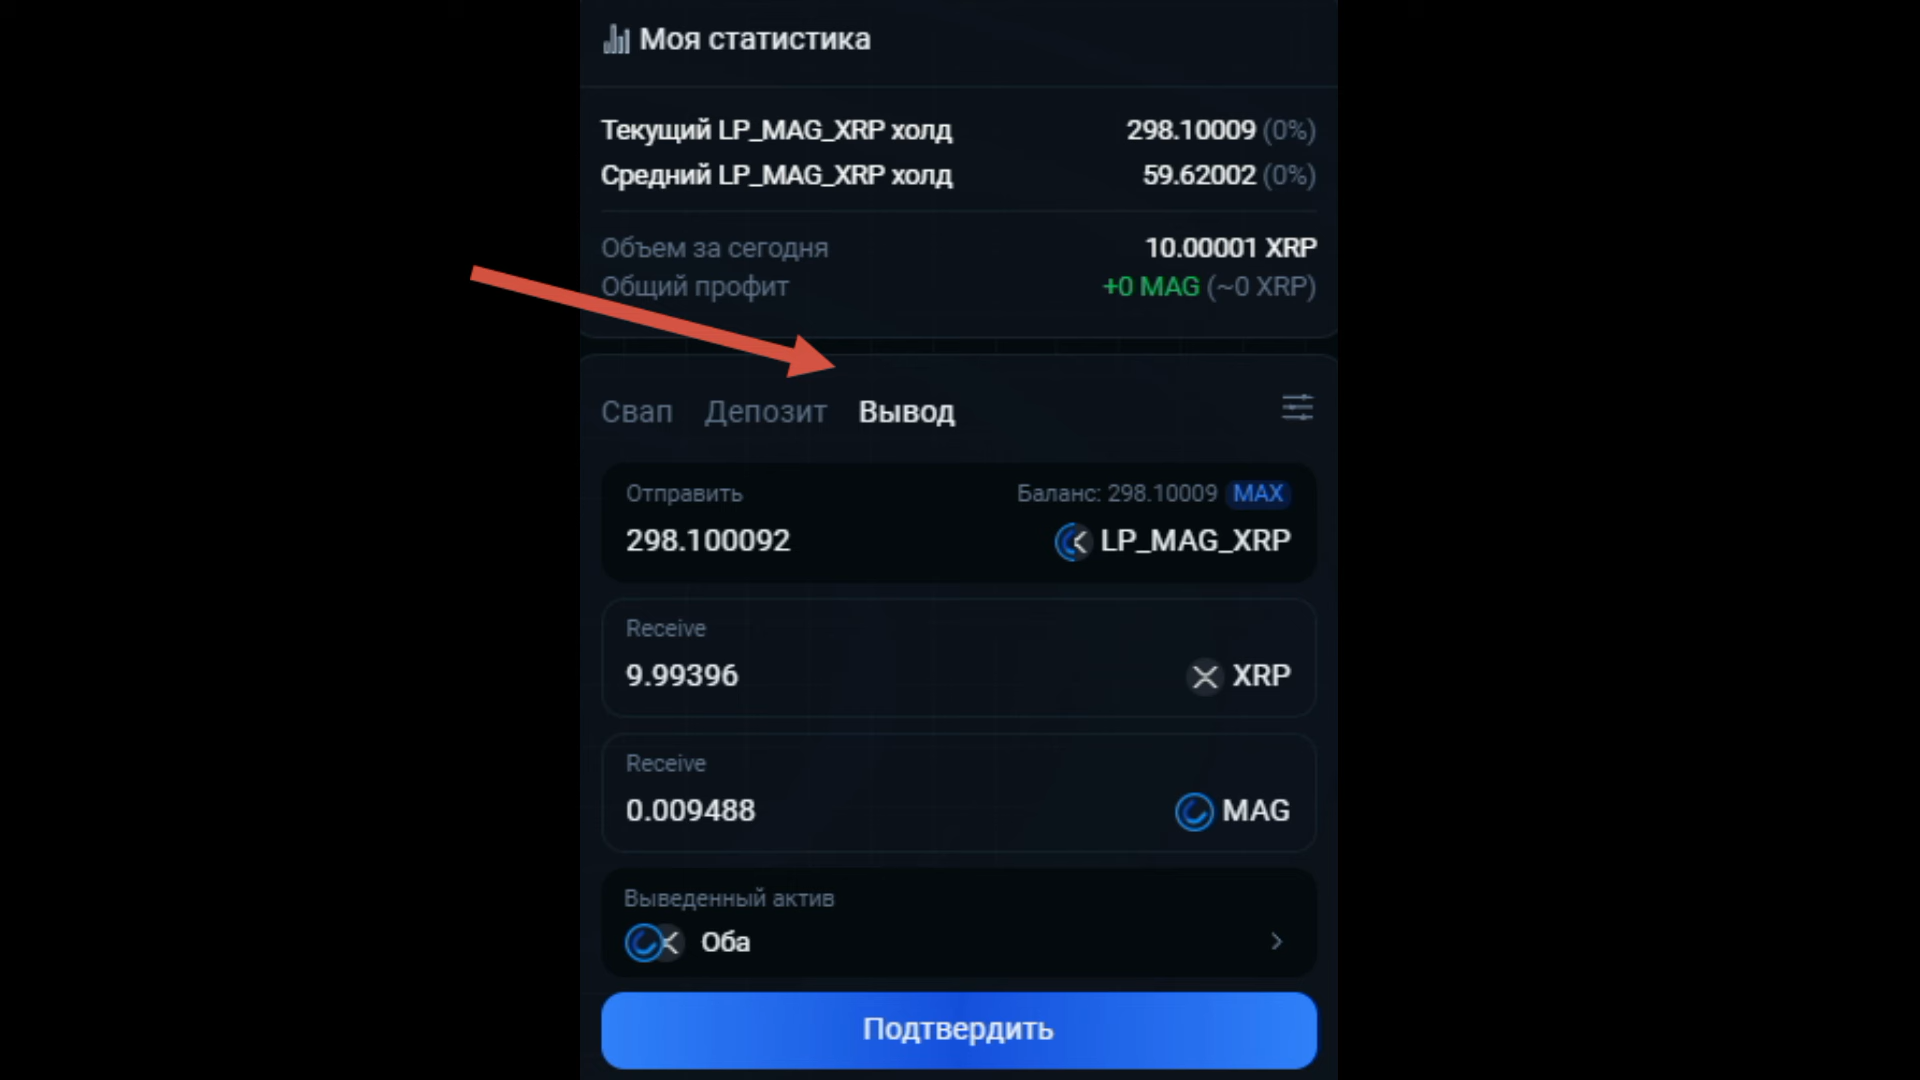 Моя статистика
Текущий LP_MAG_XRP холд 298.10009 (0%)
Средний LP_MAG_XRP холд 59.62002 (0%)
Объем за сегодня 10.00001 XRP
Общий профит +0 MAG (~0 XRP)
Свап Депозит Вывод
Отправить Баланс: 298.10009 MAX
298.100092 LP_MAG_XRP
Receive
9.99396 XRP
Receive
0.009488 MAG
Выведенный актив
Оба
Подтвердить